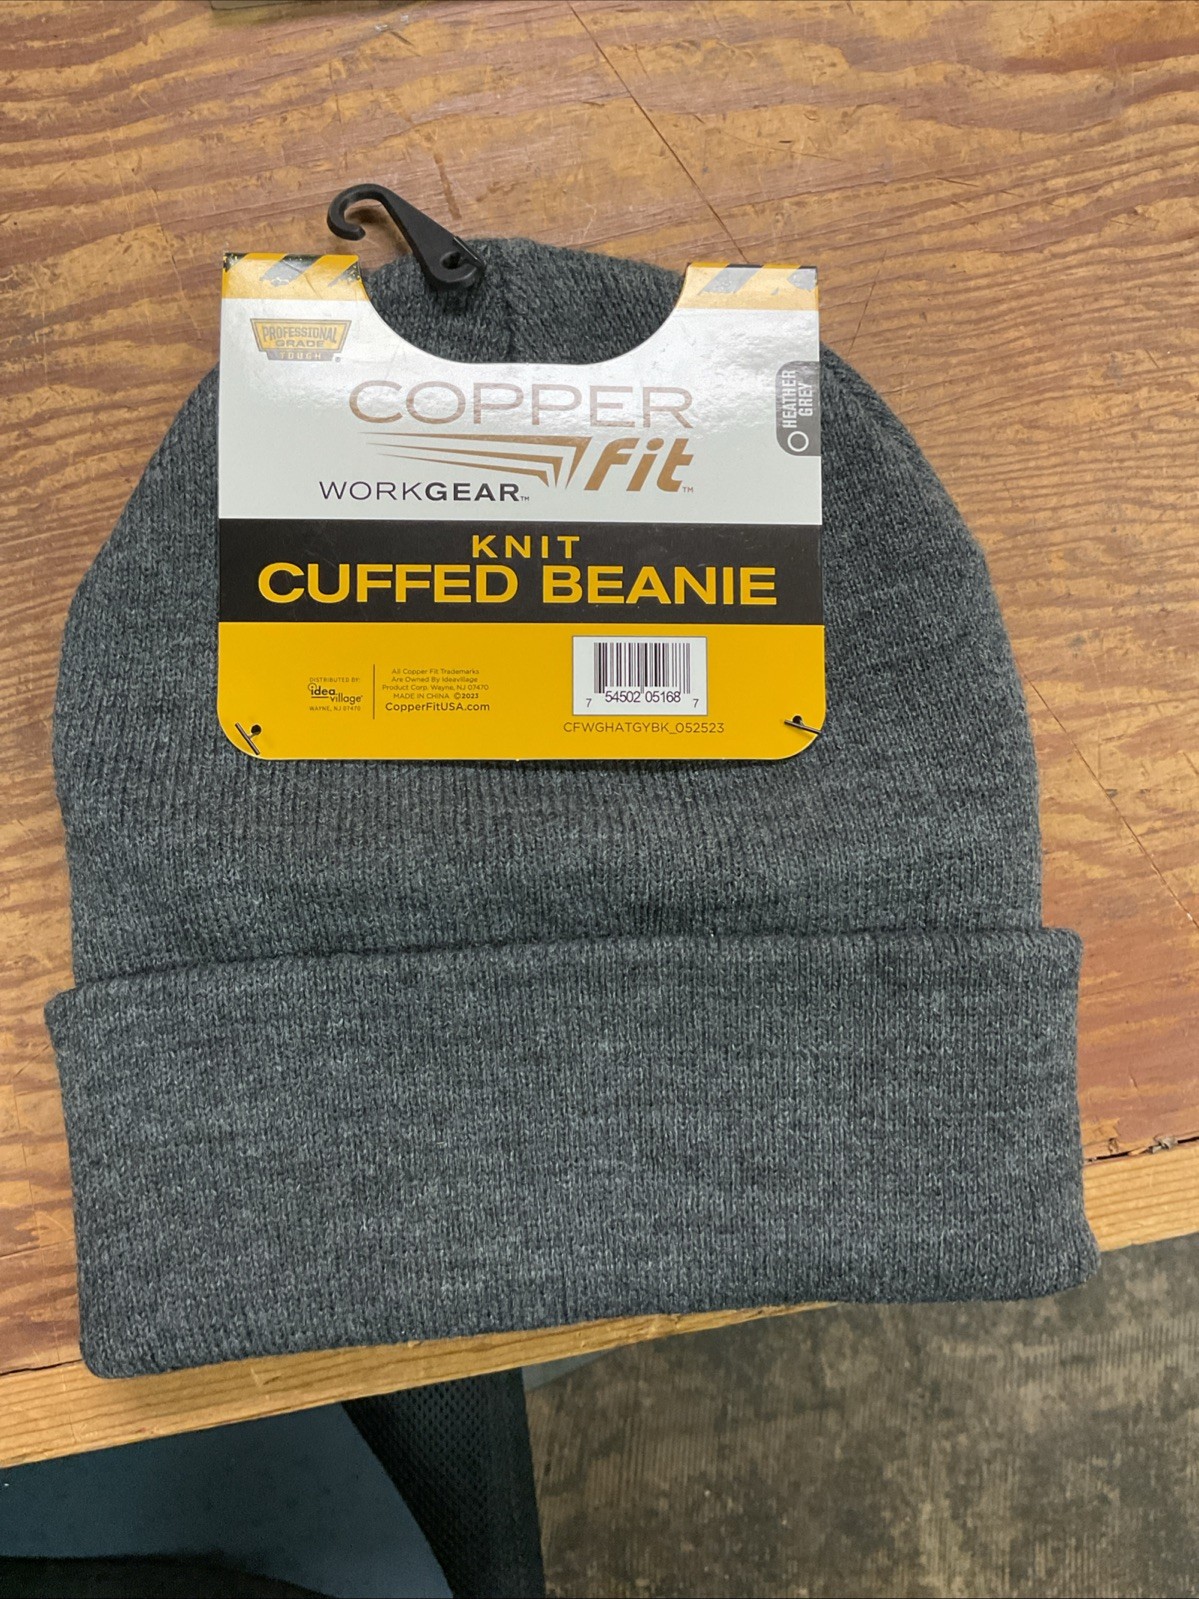 PROFESSIONAL
GRADE
TOUGH
COPPER
fit™
WORKGEAR™
HEATHER
GREY
KNIT
CUFFED BEANIE
DISTRIBUTED BY:
idea
village
WAYNE, NJ 07470
All Copper Fit Trademarks
Are Owned By Ideavillage
Product Corp. Wayne, NJ 07470
MADE IN CHINA ©2023
CopperFitUSA.com
7 54502 05168 7
CFWGHATGYBK_052523